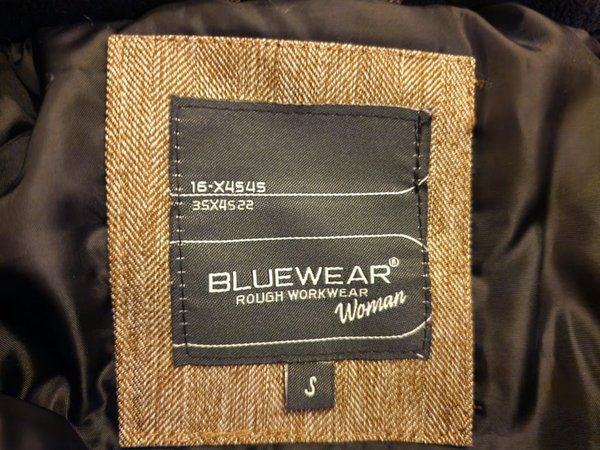 16-X4545
35X4522
BLUEWEAR®
ROUGH WORKWEAR
Woman
S